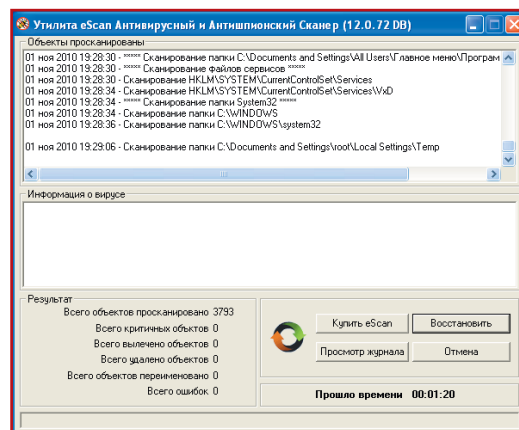 Утилита eScan Антивирусный и Антишпионский Сканер (12.0.72 DB)
Объекты просканированы
01 ноя 2010 19:28:30 - ***** Сканирование папки C:\Documents and Settings\All Users\Главное меню\Програм
01 ноя 2010 19:28:30 - ***** Сканирование файлов сервисов *****
01 ноя 2010 19:28:30 - Сканирование HKLM\SYSTEM\CurrentControlSet\Services
01 ноя 2010 19:28:34 - Сканирование HKLM\SYSTEM\CurrentControlSet\Services\VxD
01 ноя 2010 19:28:34 - ***** Сканирование папки System32 *****
01 ноя 2010 19:28:34 - Сканирование папки C:\WINDOWS
01 ноя 2010 19:28:36 - Сканирование папки C:\WINDOWS\system32
01 ноя 2010 19:29:06 - Сканирование папки C:\Documents and Settings\root\Local Settings\Temp
Информация о вирусе
Результат
Всего объектов просканировано 3793
Всего критичных объктов 0
Всего вылечено объектов 0
Всего удалено объектов 0
Всего объектов переименовано 0
Всего ошибок 0
Купить eScan
Восстановить
Просмотр журнала
Отмена
Прошло времени 00:01:20